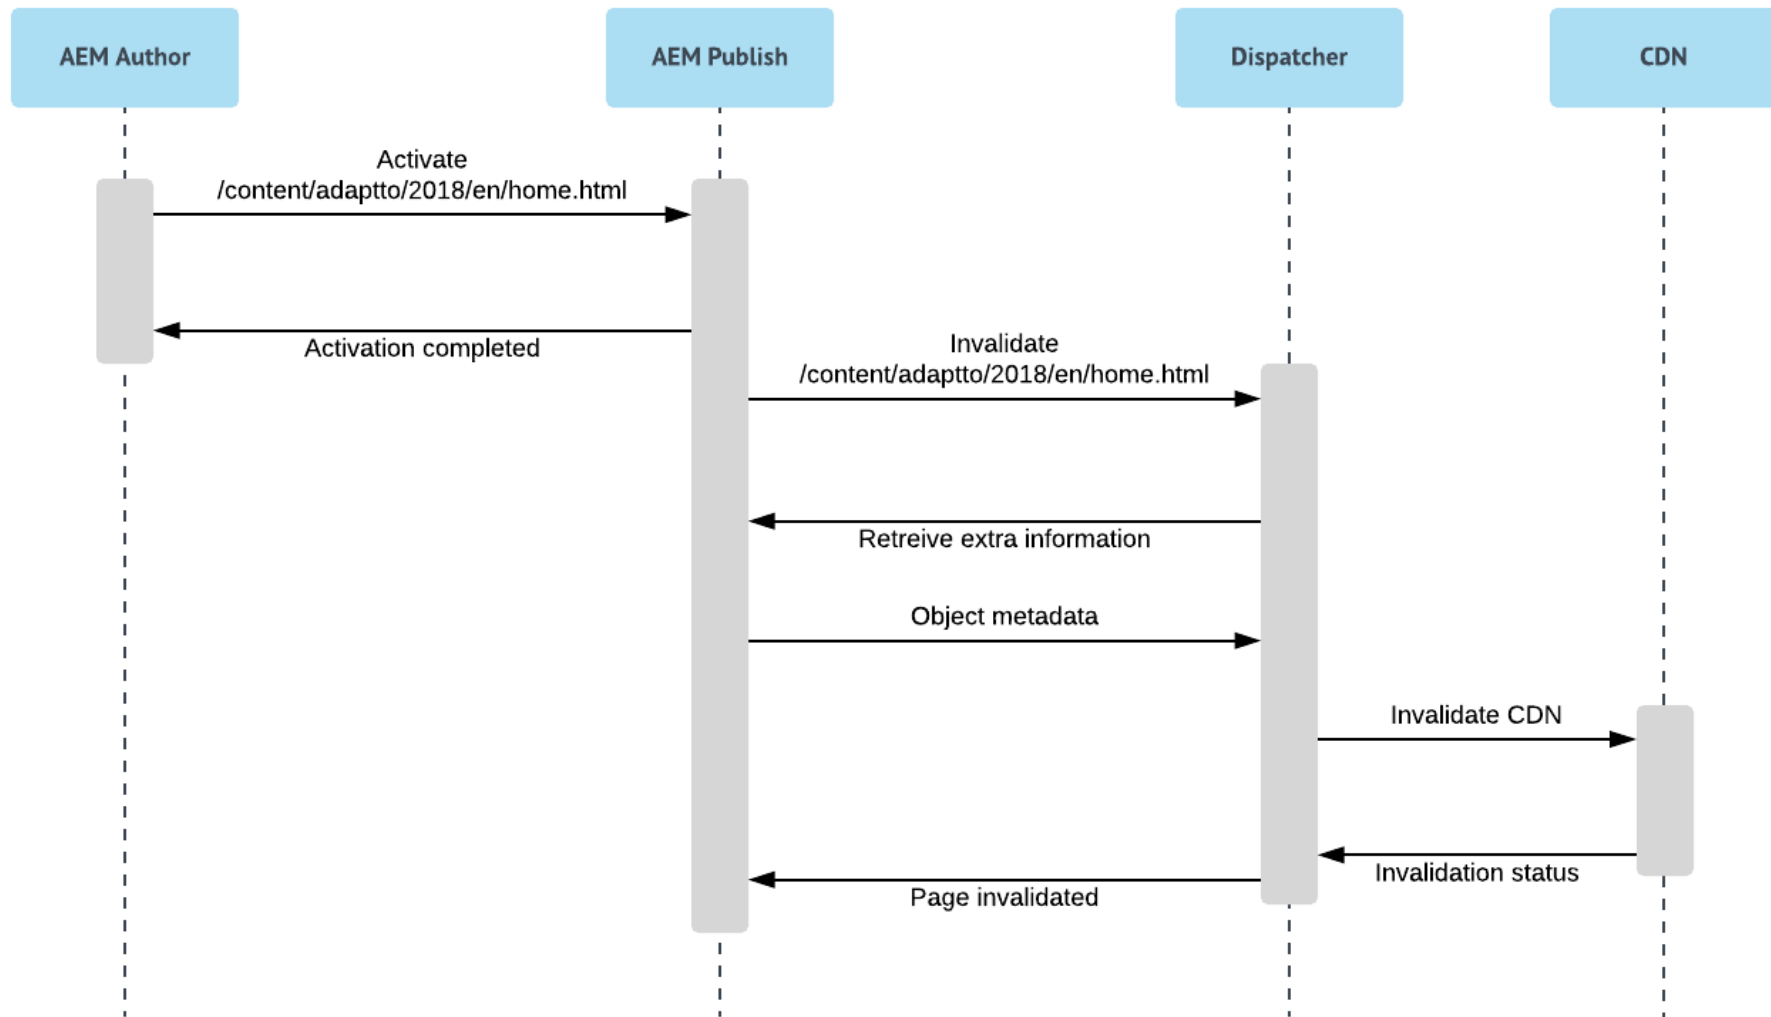 AEM Author
AEM Publish
Dispatcher
CDN
Activate
/content/adaptto/2018/en/home.html
Activation completed
Invalidate
/content/adaptto/2018/en/home.html
Retreive extra information
Object metadata
Invalidate CDN
Invalidation status
Page invalidated